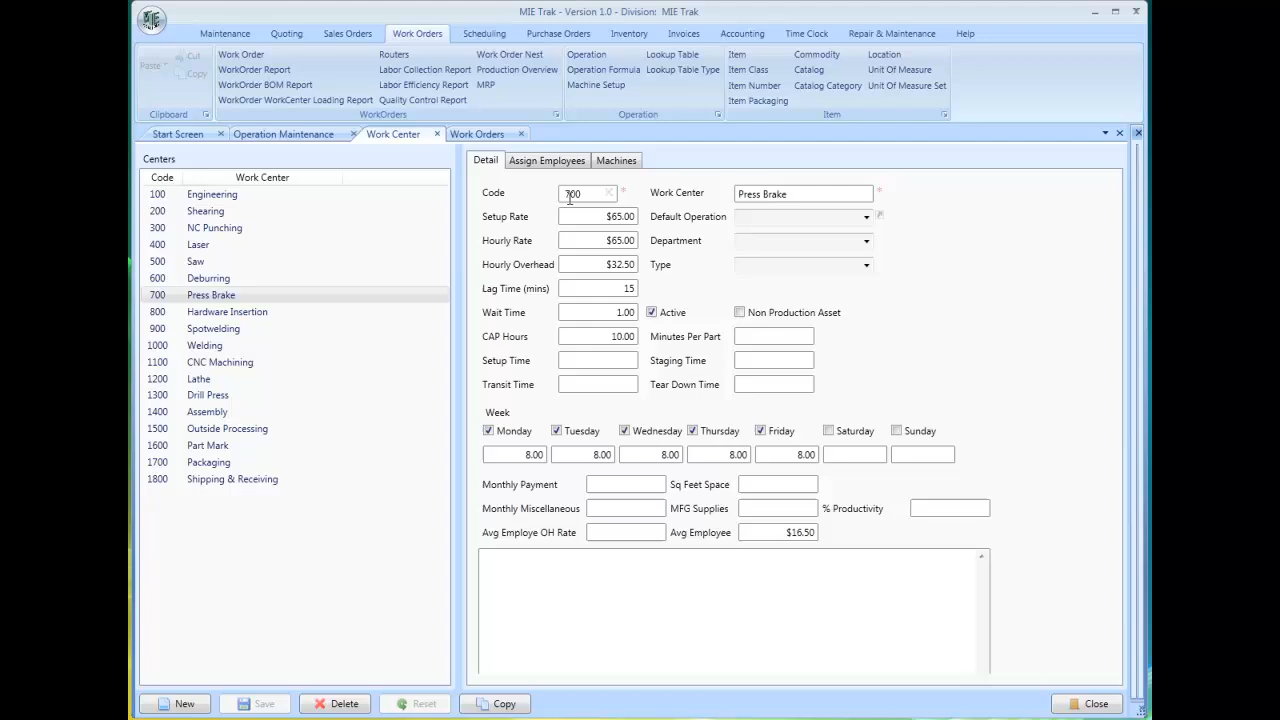 MIE Trak - Version 1.0 - Division: MIE Trak
MIE
Maintenance Quoting Sales Orders Work Orders Scheduling Purchase Orders Inventory Invoices Accounting Time Clock Repair & Maintenance Help
Paste Cut Work Order Routers Work Order Nest Operation Lookup Table Item Commodity Location
Copy WorkOrder Report Labor Collection Report Production Overview Operation Formula Lookup Table Type Item Class Catalog Unit Of Measure
WorkOrder BOM Report Labor Efficiency Report MRP Machine Setup Item Number Catalog Category Unit Of Measure Set
WorkOrder WorkCenter Loading Report Quality Control Report Item Packaging
Clipboard WorkOrders Operation Item
Start Screen Operation Maintenance Work Center Work Orders
Centers
Code Work Center
100 Engineering
200 Shearing
300 NC Punching
400 Laser
500 Saw
600 Deburring
700 Press Brake
800 Hardware Insertion
900 Spotwelding
1000 Welding
1100 CNC Machining
1200 Lathe
1300 Drill Press
1400 Assembly
1500 Outside Processing
1600 Part Mark
1700 Packaging
1800 Shipping & Receiving
Detail Assign Employees Machines
Code 700 * Work Center Press Brake *
Setup Rate $65.00 Default Operation
Hourly Rate $65.00 Department
Hourly Overhead $32.50 Type
Lag Time (mins) 15
Wait Time 1.00 Active Non Production Asset
CAP Hours 10.00 Minutes Per Part
Setup Time Staging Time
Transit Time Tear Down Time
Week
Monday Tuesday Wednesday Thursday Friday Saturday Sunday
8.00 8.00 8.00 8.00 8.00
Monthly Payment Sq Feet Space
Monthly Miscellaneous MFG Supplies % Productivity
Avg Employe OH Rate Avg Employee $16.50
New Save Delete Reset Copy Close